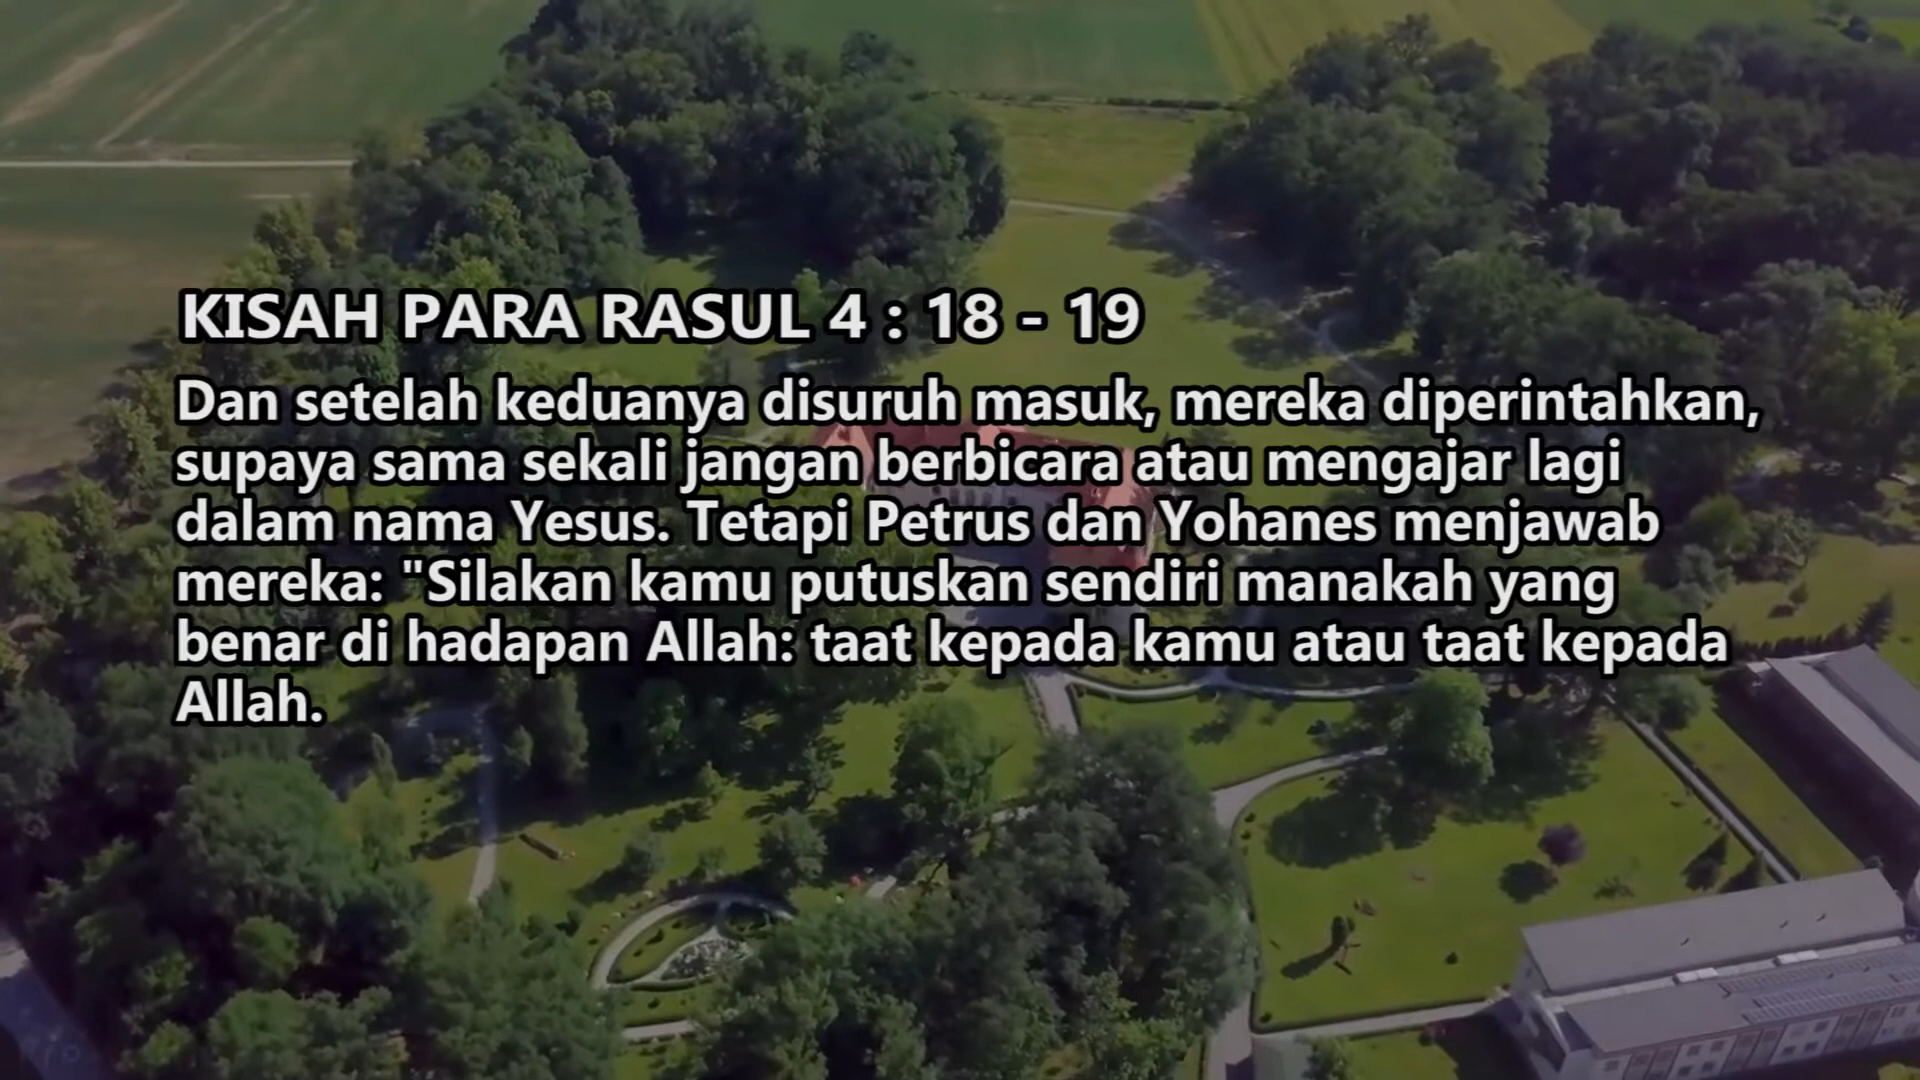 KISAH PARA RASUL 4 : 18 - 19
Dan setelah keduanya disuruh masuk, mereka diperintahkan,
supaya sama sekali jangan berbicara atau mengajar lagi
dalam nama Yesus. Tetapi Petrus dan Yohanes menjawab
mereka: "Silakan kamu putuskan sendiri manakah yang
benar di hadapan Allah: taat kepada kamu atau taat kepada
Allah.